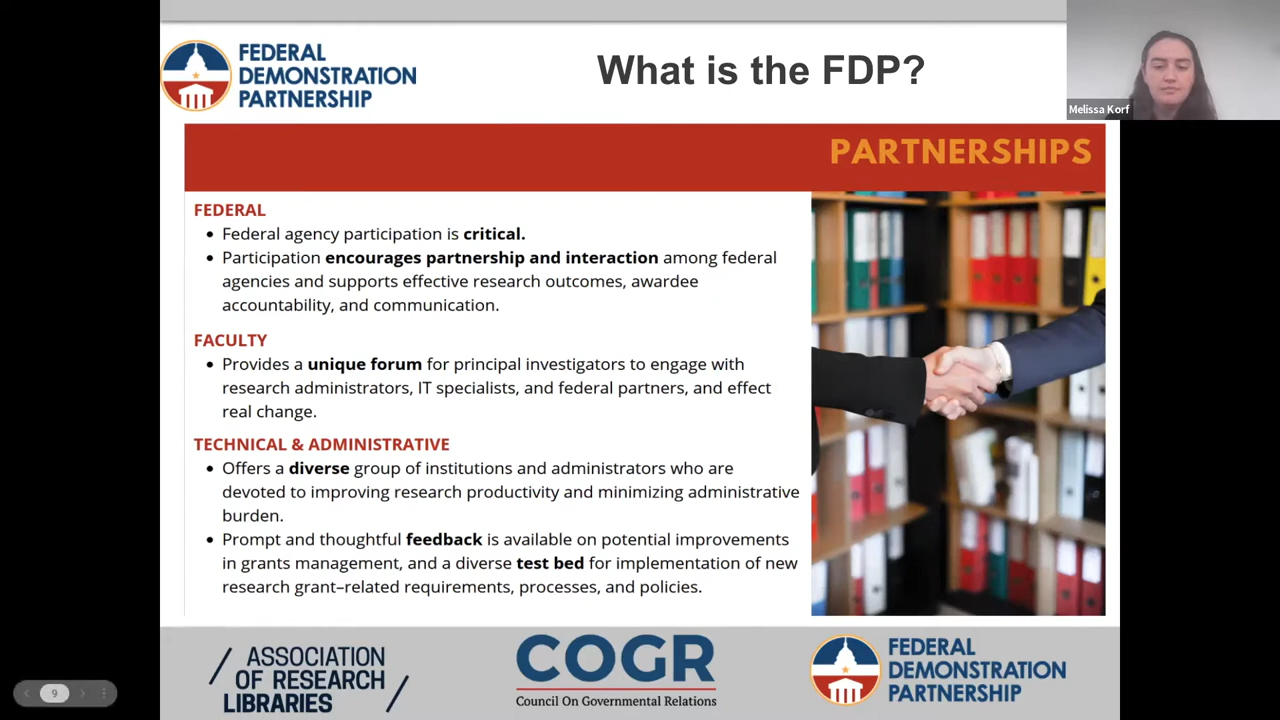 FEDERAL
DEMONSTRATION
PARTNERSHIP
What is the FDP?
Melissa Korf
PARTNERSHIPS
FEDERAL
• Federal agency participation is critical.
• Participation encourages partnership and interaction among federal
agencies and supports effective research outcomes, awardee
accountability, and communication.
FACULTY
• Provides a unique forum for principal investigators to engage with
research administrators, IT specialists, and federal partners, and effect
real change.
TECHNICAL & ADMINISTRATIVE
• Offers a diverse group of institutions and administrators who are
devoted to improving research productivity and minimizing administrative
burden.
• Prompt and thoughtful feedback is available on potential improvements
in grants management, and a diverse test bed for implementation of new
research grant–related requirements, processes, and policies.
ASSOCIATION
OF RESEARCH
LIBRARIES
COGR
Council On Governmental Relations
FEDERAL
DEMONSTRATION
PARTNERSHIP
9